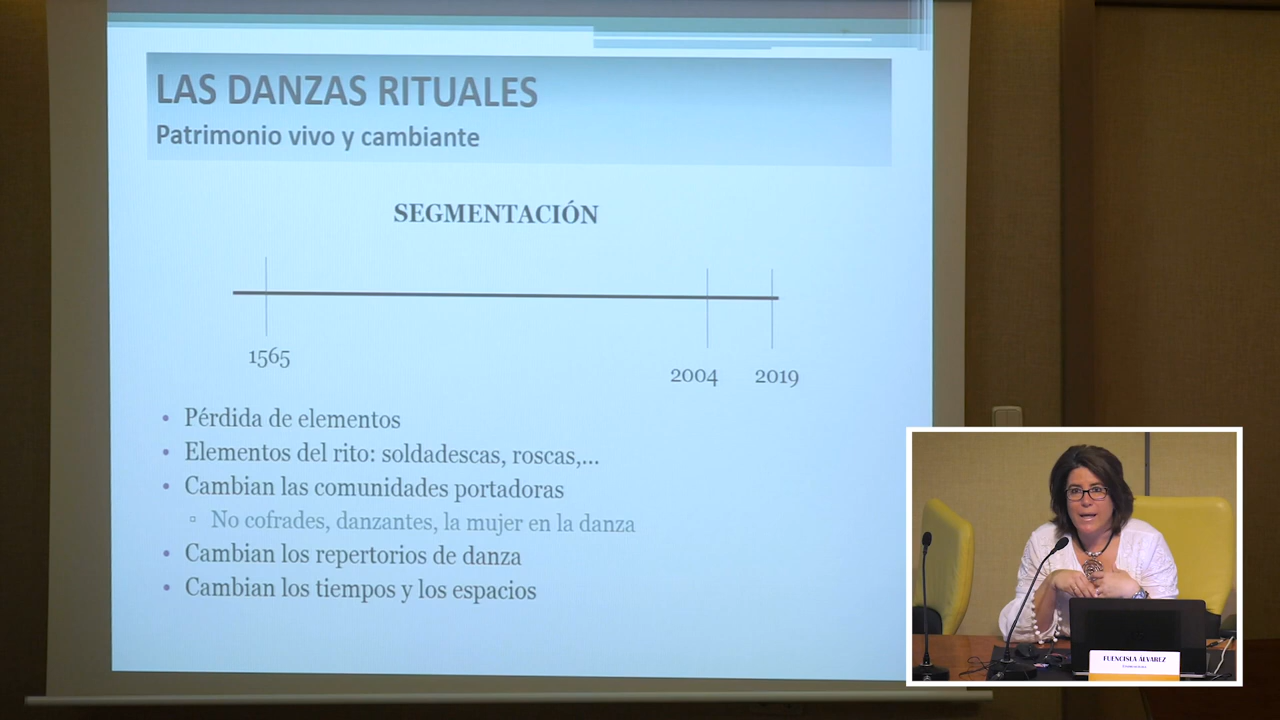 LAS DANZAS RITUALES
Patrimonio vivo y cambiante
SEGMENTACIÓN
1565
2004 2019
• Pérdida de elementos
• Elementos del rito: soldadescas, roscas,...
• Cambian las comunidades portadoras
▫ No cofrades, danzantes, la mujer en la danza
• Cambian los repertorios de danza
• Cambian los tiempos y los espacios
FUENCISLA ÁLVAREZ